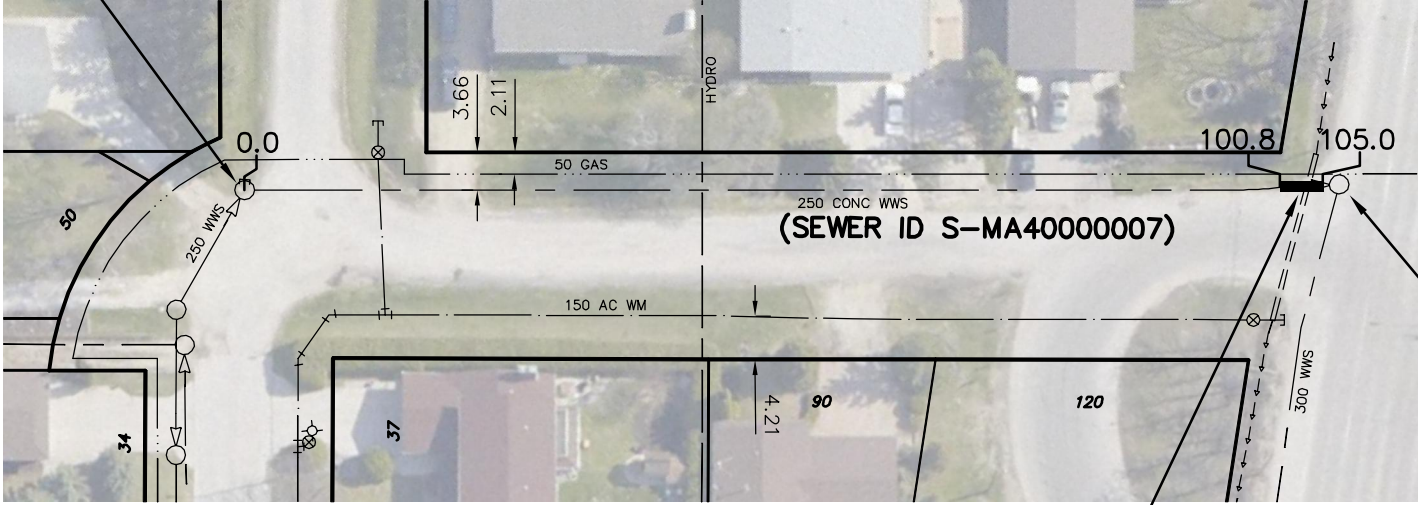 3.66
2.11
HYDRO
0.0
100.8
105.0
50 GAS
50
250 WWS
250 CONC WWS
(SEWER ID S-MA40000007)
150 AC WM
300 WWS
4.21
34
37
90
120